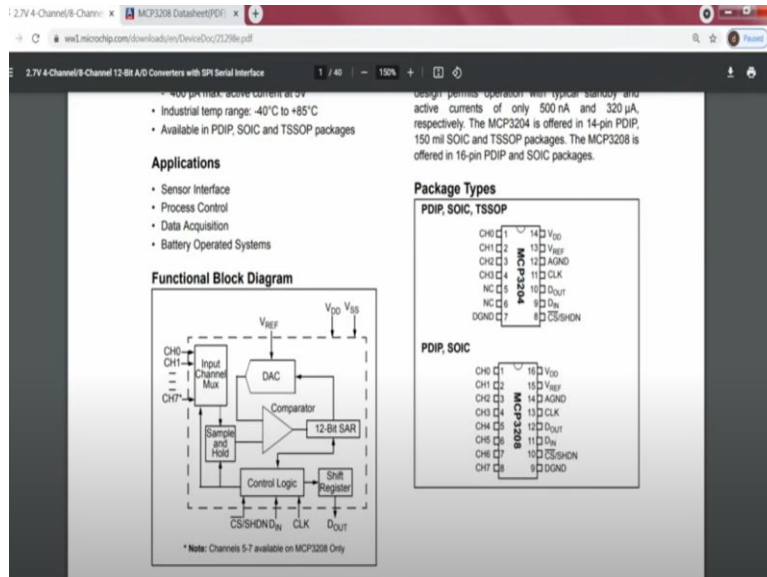 2.7V 4-Channel/8-Channe
MCP3208 Datasheet(PDF)
ww1.microchip.com/downloads/en/DeviceDoc/21298e.pdf
Paused
2.7V 4-Channel/8-Channel 12-Bit A/D Converters with SPI Serial Interface
1 / 40
150%
- 400 µA max. active current at 5V
• Industrial temp range: -40°C to +85°C
• Available in PDIP, SOIC and TSSOP packages
Applications
• Sensor Interface
• Process Control
• Data Acquisition
• Battery Operated Systems
Functional Block Diagram
VDD VSS
VREF
CH0
CH1
CH7*
Input
Channel
Mux
DAC
Comparator
12-Bit SAR
Sample
and
Hold
Control Logic
Shift
Register
CS/SHDN DIN CLK DOUT
* Note: Channels 5-7 available on MCP3208 Only
design permits operation with typical standby and
active currents of only 500 nA and 320 µA,
respectively. The MCP3204 is offered in 14-pin PDIP,
150 mil SOIC and TSSOP packages. The MCP3208 is
offered in 16-pin PDIP and SOIC packages.
Package Types
PDIP, SOIC, TSSOP
CH0 1 14 VDD
CH1 2 13 VREF
CH2 3 12 AGND
CH3 4 11 CLK
NC 5 10 DOUT
NC 6 9 DIN
DGND 7 8 CS/SHDN
MCP3204
PDIP, SOIC
CH0 1 16 VDD
CH1 2 15 VREF
CH2 3 14 AGND
CH3 4 13 CLK
CH4 5 12 DOUT
CH5 6 11 DIN
CH6 7 10 CS/SHDN
CH7 8 9 DGND
MCP3208